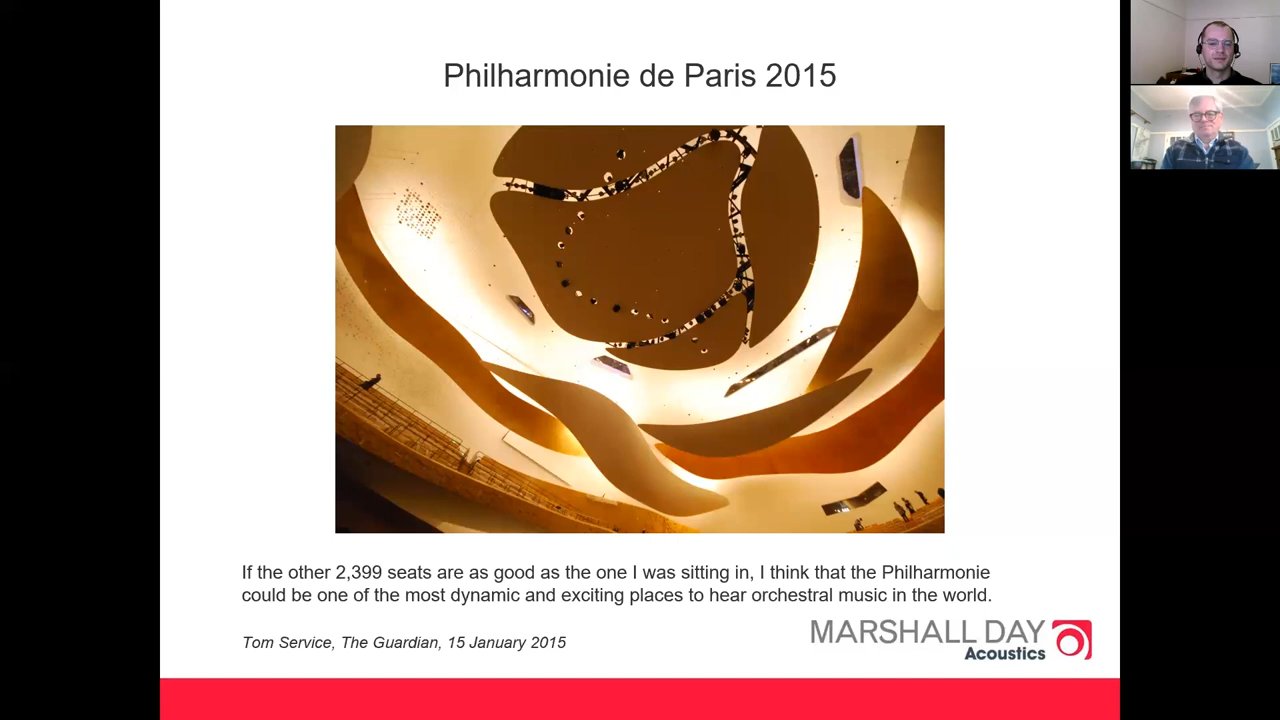 Philharmonie de Paris 2015
If the other 2,399 seats are as good as the one I was sitting in, I think that the Philharmonie
could be one of the most dynamic and exciting places to hear orchestral music in the world.
Tom Service, The Guardian, 15 January 2015
MARSHALL DAY
Acoustics